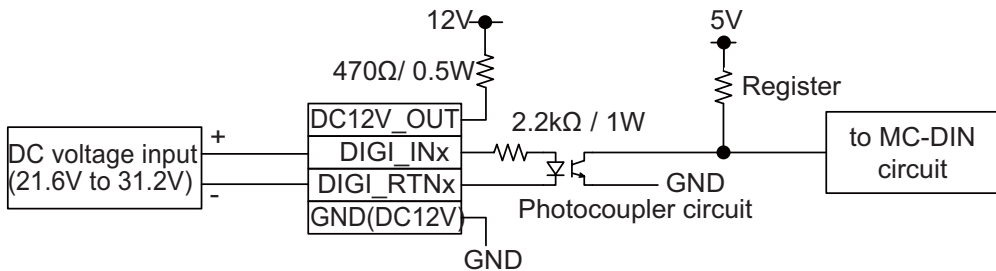 12V
5V
470Ω/ 0.5W
Register
DC12V_OUT
2.2kΩ / 1W
DC voltage input
(21.6V to 31.2V)
+
-
DIGI_INx
DIGI_RTNx
GND(DC12V)
GND
Photocoupler circuit
to MC-DIN
circuit
GND